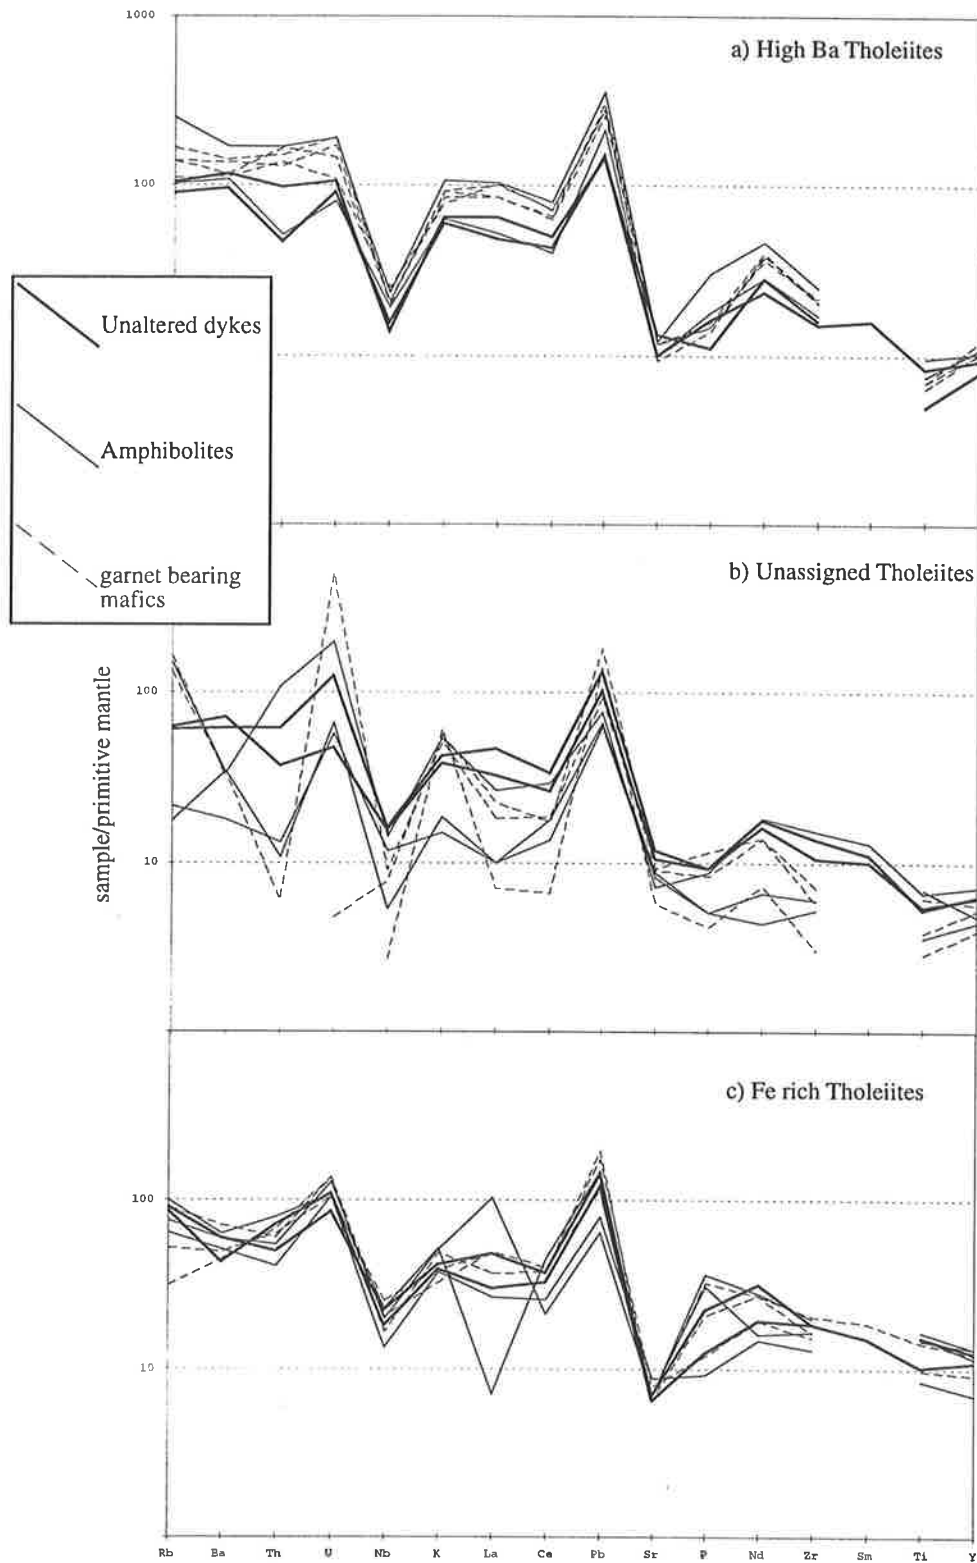 1000
a) High Ba Tholeiites
100
Unaltered dykes
Amphibolites
garnet bearing
mafics
b) Unassigned Tholeiites
sample/primitive mantle
100
10
c) Fe rich Tholeiites
100
10
Rb Ba Th U Nb K La Ce Pb Sr P Nd Zr Sm Ti Y